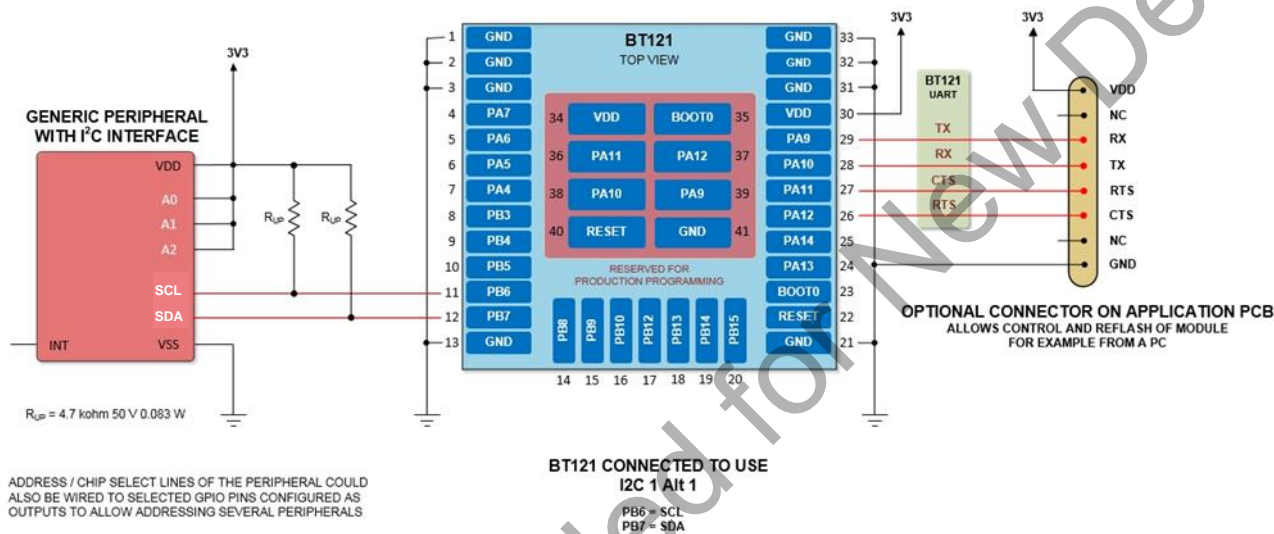 3V3
GENERIC PERIPHERAL
WITH I²C INTERFACE
VDD
A0
A1
A2
SCL
SDA
INT
VSS
R_UP
R_UP
R_UP = 4.7 kohm 50 V 0.083 W
ADDRESS / CHIP SELECT LINES OF THE PERIPHERAL COULD
ALSO BE WIRED TO SELECTED GPIO PINS CONFIGURED AS
OUTPUTS TO ALLOW ADDRESSING SEVERAL PERIPHERALS
BT121
TOP VIEW
1 GND
2 GND
3 GND
4 PA7
5 PA6
6 PA5
7 PA4
8 PB3
9 PB4
10 PB5
11 PB6
12 PB7
13 GND
34 VDD BOOT0 35
36 PA11 PA12 37
38 PA10 PA9 39
40 RESET GND 41
RESERVED FOR
PRODUCTION PROGRAMMING
PB8 PB9 PB10 PB12 PB13 PB14 PB15
14 15 16 17 18 19 20
GND 33
GND 32
GND 31
VDD 30
PA9 29
PA10 28
PA11 27
PA12 26
PA14 25
PA13 24
BOOT0 23
RESET 22
GND 21
BT121 CONNECTED TO USE
I2C 1 Alt 1
PB6 = SCL
PB7 = SDA
3V3
BT121
UART
TX
RX
CTS
RTS
3V3
VDD
NC
RX
TX
RTS
CTS
NC
GND
OPTIONAL CONNECTOR ON APPLICATION PCB
ALLOWS CONTROL AND REFLASH OF MODULE
FOR EXAMPLE FROM A PC
ed for New De